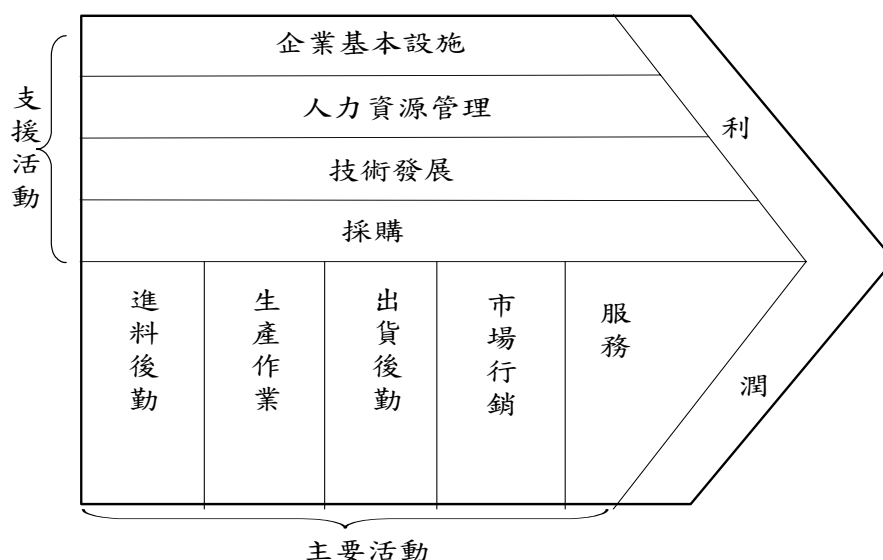 企業基本設施
人力資源管理
技術發展
採購
支援活動
利潤
進料後勤
生產作業
出貨後勤
市場行銷
服務
主要活動